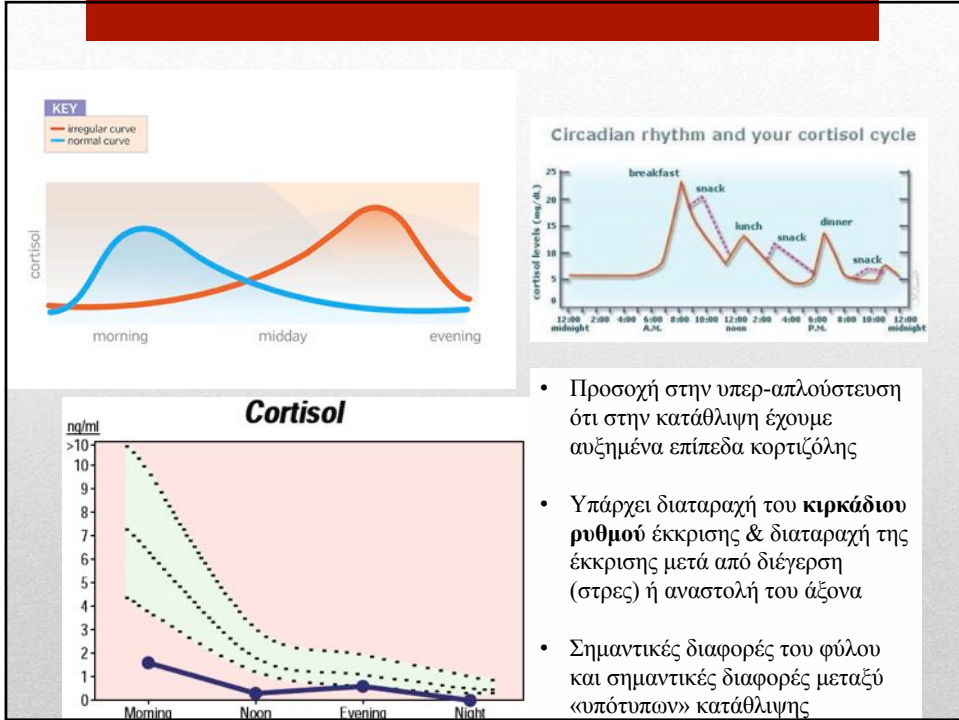 KEY
irregular curve
normal curve
cortisol
morning midday evening
Circadian rhythm and your cortisol cycle
cortisol levels (mg/dL)
25
20
15
10
5
0
breakfast
snack
lunch
snack
dinner
snack
12:00 2:00 4:00 6:00 8:00 10:00 12:00 2:00 4:00 6:00 8:00 10:00 12:00
midnight A.M. noon P.M. midnight
Cortisol
ng/ml
>10
10
9
8
7
6
5
4
3
2
1
0
Morning Noon Evening Night
• Προσοχή στην υπερ-απλούστευση
ότι στην κατάθλιψη έχουμε
αυξημένα επίπεδα κορτιζόλης
• Υπάρχει διαταραχή του κιρκάδιου
ρυθμού έκκρισης & διαταραχή της
έκκρισης μετά από διέγερση
(στρες) ή αναστολή του άξονα
• Σημαντικές διαφορές του φύλου
και σημαντικές διαφορές μεταξύ
«υπότυπων» κατάθλιψης